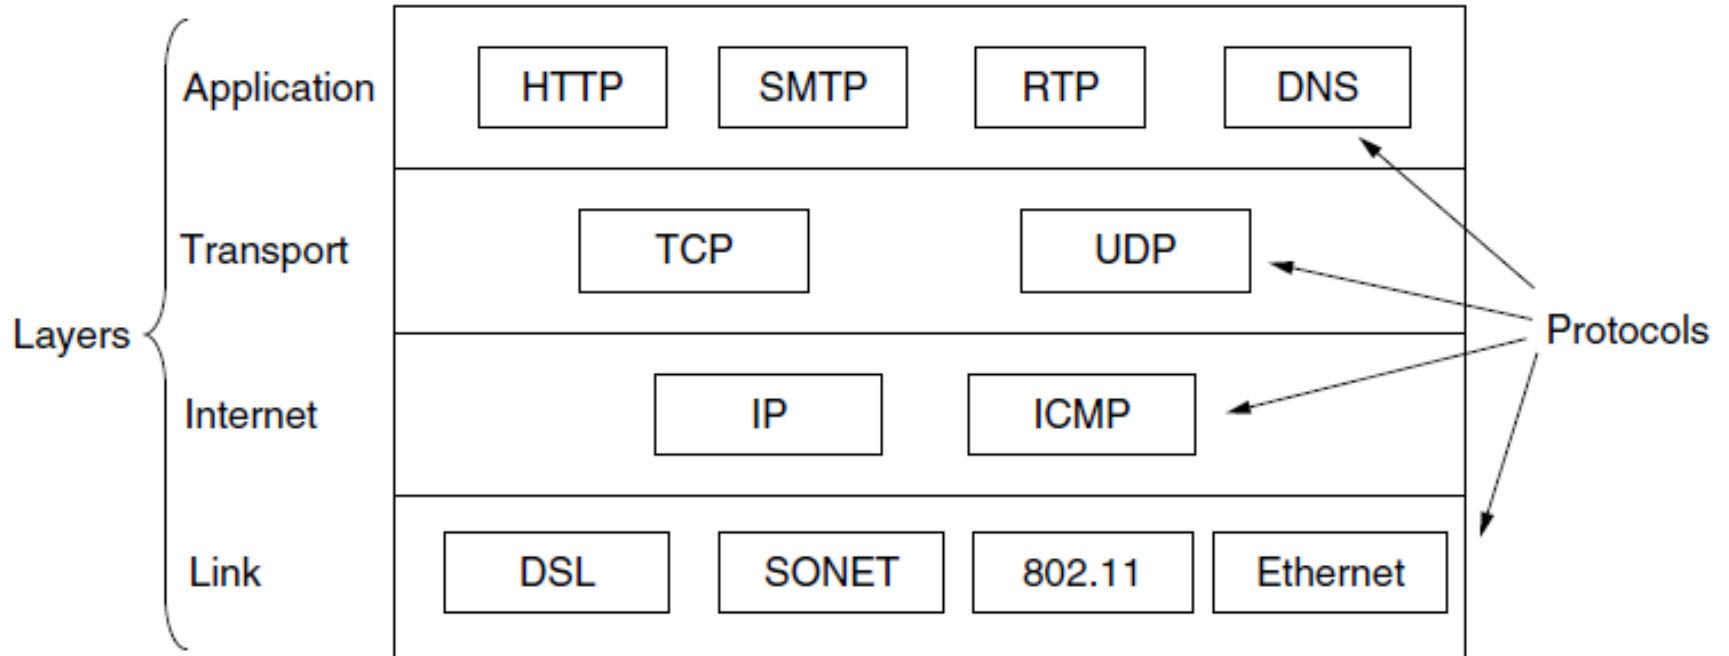 Application HTTP SMTP RTP DNS
Transport TCP UDP
Layers Protocols
Internet IP ICMP
Link DSL SONET 802.11 Ethernet